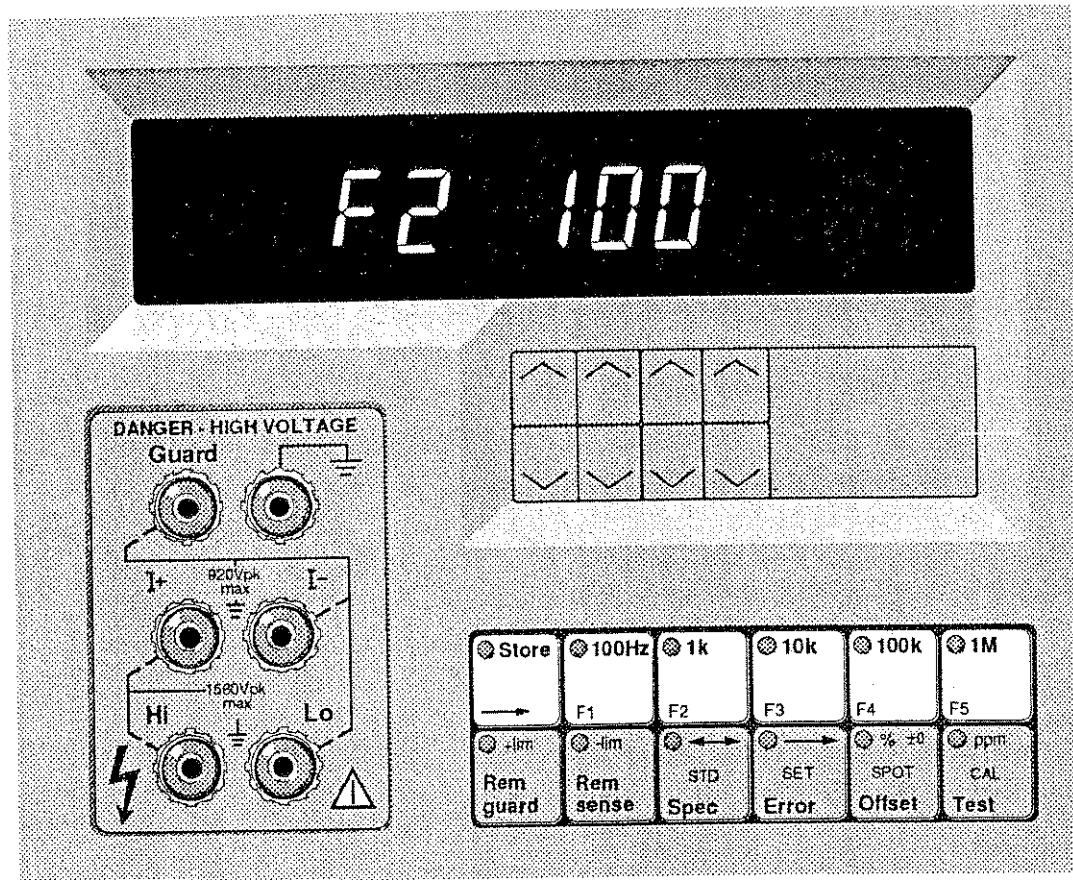 F2 100
DANGER - HIGH VOLTAGE
Guard
I+
920Vpk
max
I-
1560Vpk
max
Hi
Lo
Store
100Hz
1k
10k
100k
1M
F1
F2
F3
F4
F5
+lim
-lim
% ±0
ppm
STD
SET
SPOT
CAL
Rem
guard
Rem
sense
Spec
Error
Offset
Test